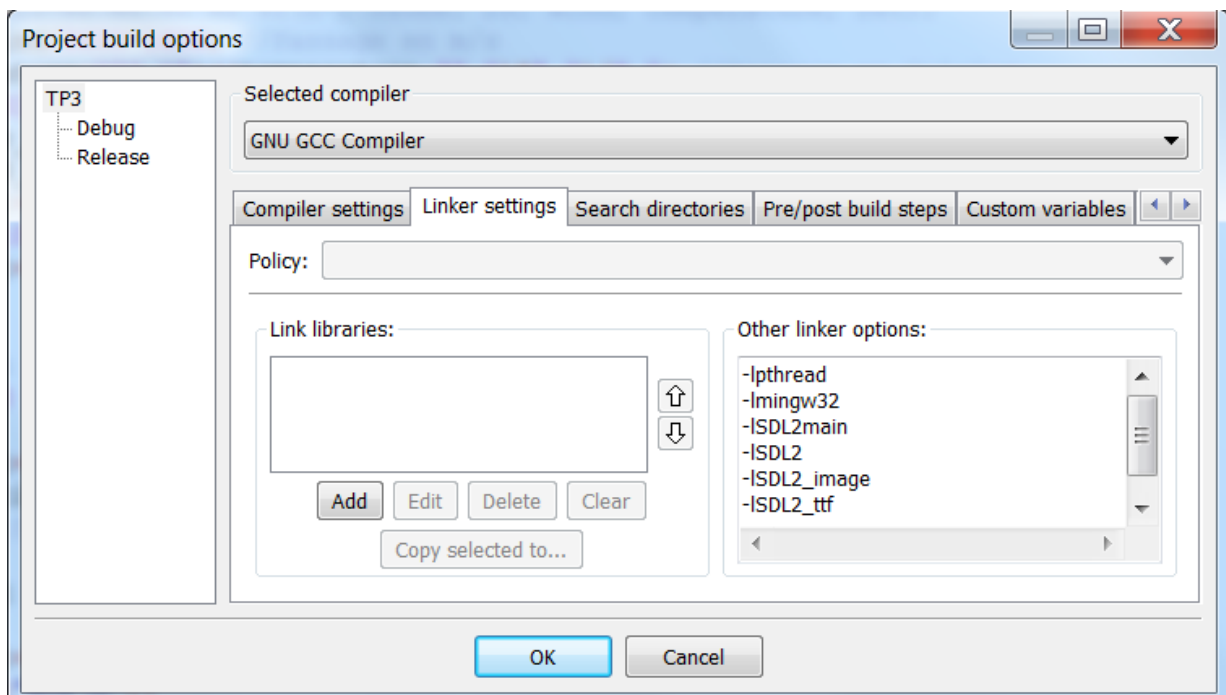 Project build options
TP3
Debug
Release
Selected compiler
GNU GCC Compiler
Compiler settings
Linker settings
Search directories
Pre/post build steps
Custom variables
Policy:
Link libraries:
Add
Edit
Delete
Clear
Copy selected to...
Other linker options:
-lpthread
-lmingw32
-lSDL2main
-lSDL2
-lSDL2_image
-lSDL2_ttf
OK
Cancel